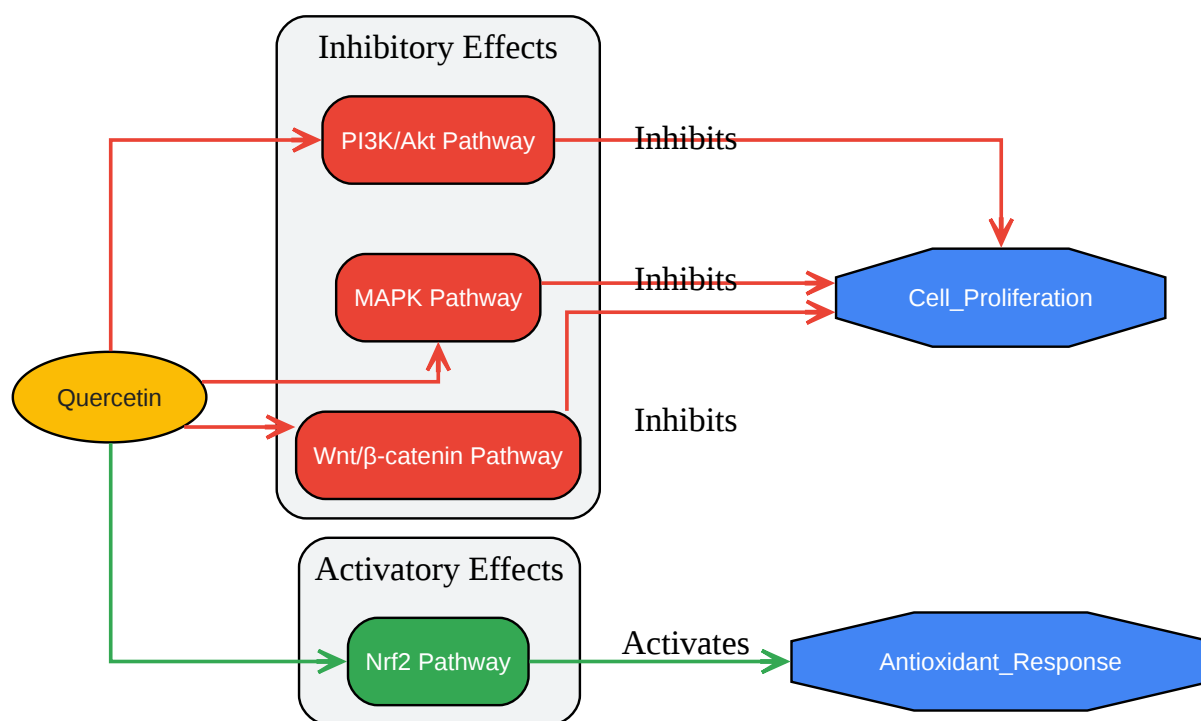 Inhibitory Effects
PI3K/Akt Pathway
Inhibits
MAPK Pathway
Inhibits
Cell_Proliferation
Quercetin
Wnt/β-catenin Pathway
Inhibits
Activatory Effects
Nrf2 Pathway
Activates
Antioxidant_Response